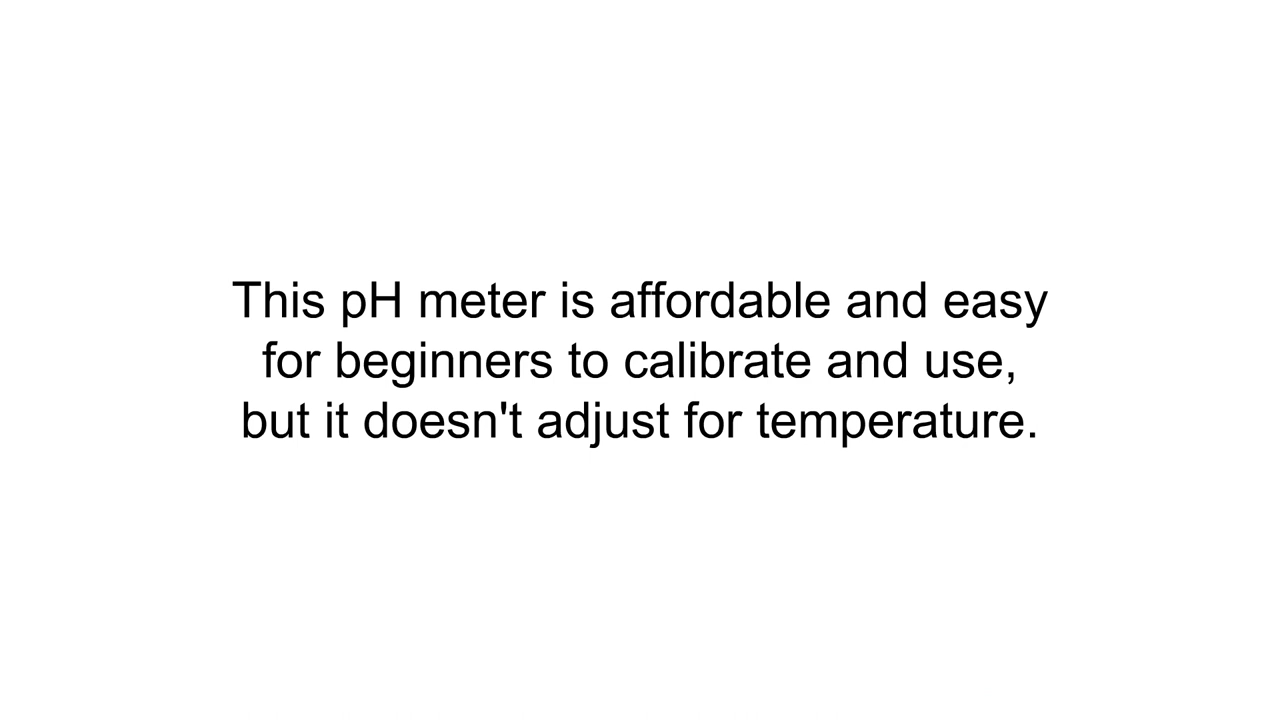 This pH meter is affordable and easy
for beginners to calibrate and use,
but it doesn't adjust for temperature.